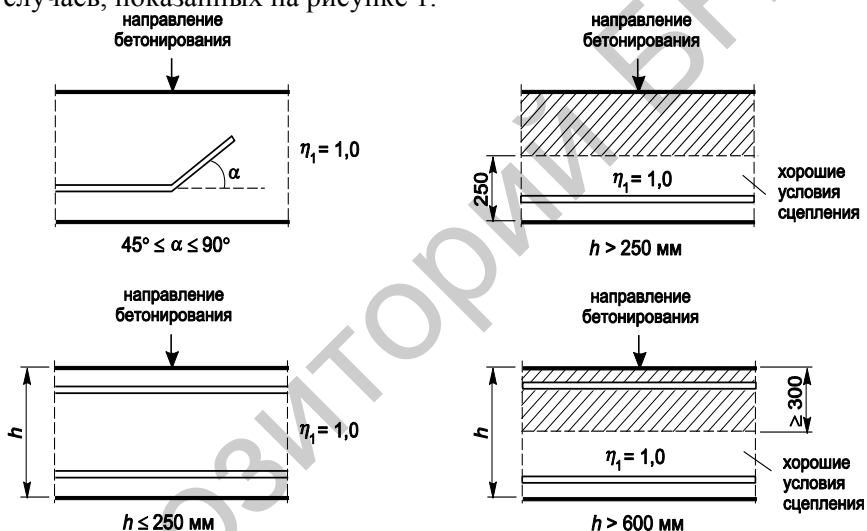 случаев, показанных на рисунке 1:
направление
бетонирования
α
η₁ = 1,0
45° ≤ α ≤ 90°
направление
бетонирования
250
η₁ = 1,0
хорошие
условия
сцепления
h > 250 мм
направление
бетонирования
h
η₁ = 1,0
h ≤ 250 мм
направление
бетонирования
h
≥ 300
η₁ = 1,0
хорошие
условия
сцепления
h > 600 мм